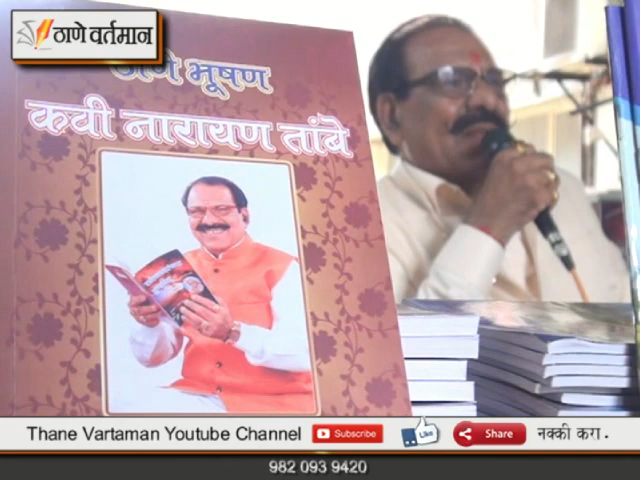 ठाणे वर्तमान
ठाणे भूषण
कवी नारायण तांबे
Thane Vartaman Youtube Channel Subscribe Like Share नक्की करा.
982 093 9420